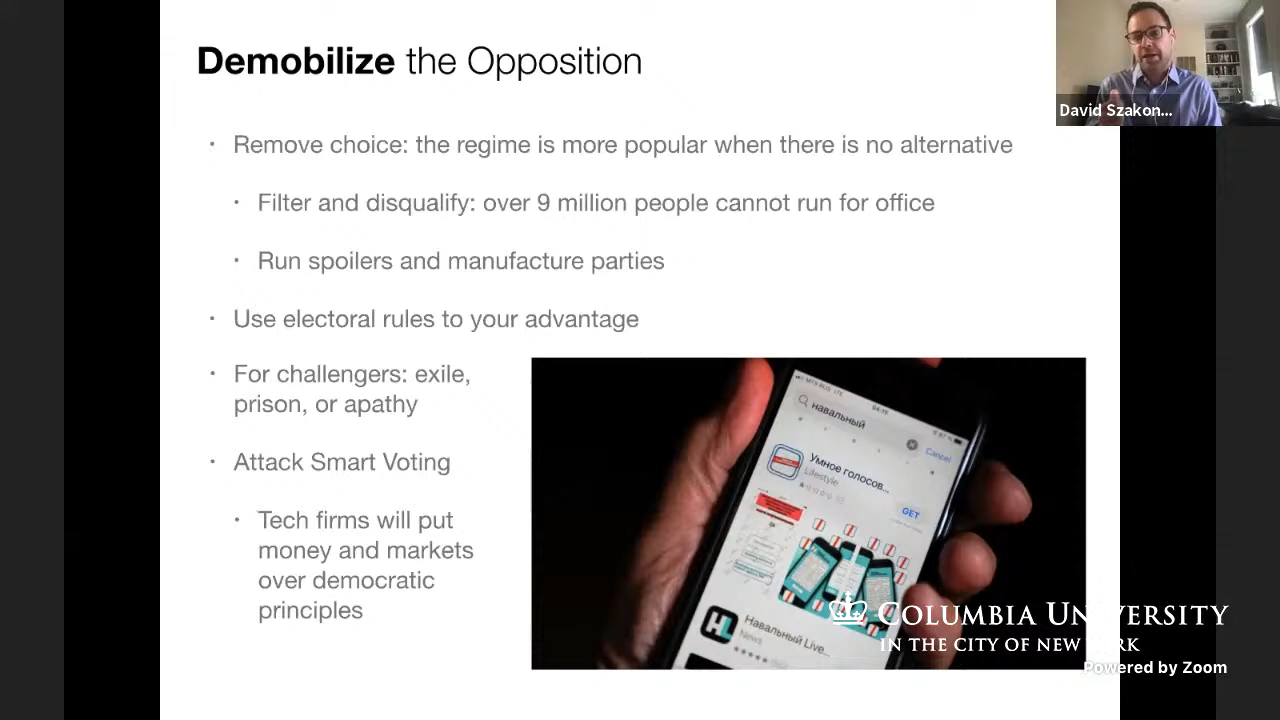 Demobilize the Opposition
David Szakon...
· Remove choice: the regime is more popular when there is no alternative
· Filter and disqualify: over 9 million people cannot run for office
· Run spoilers and manufacture parties
· Use electoral rules to your advantage
· For challengers: exile,
prison, or apathy
· Attack Smart Voting
· Tech firms will put
money and markets
over democratic
principles
навальный
Cancel
Умное голосов...
Lifestyle
GET
HL
Навальный Live...
News
COLUMBIA UNIVERSITY
IN THE CITY OF NEW YORK
Powered by Zoom